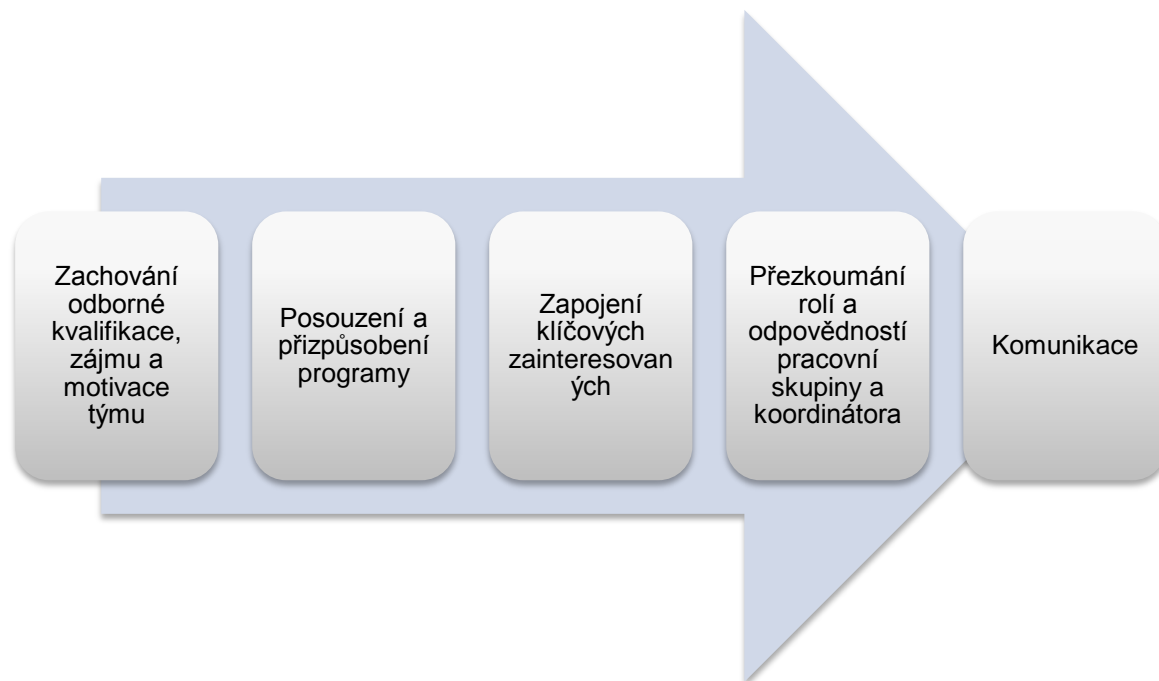 Zachování
odborné
kvalifikace,
zájmu a
motivace
týmu
Posouzení a
přizpůsobení
programy
Zapojení
klíčových
zainteresovan
ých
Přezkoumání
rolí a
odpovědností
pracovní
skupiny a
koordinátora
Komunikace